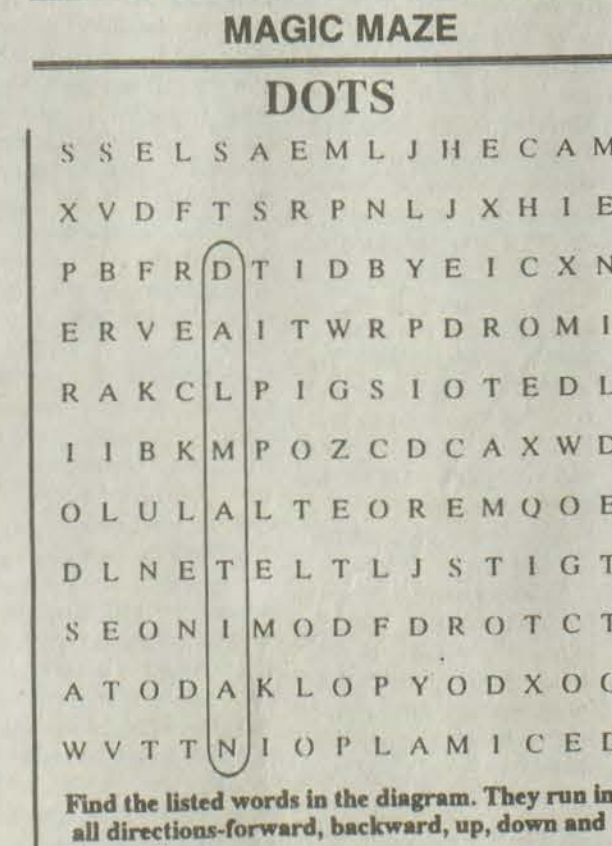 MAGIC MAZE
DOTS
S S E L S A E M L J H E C A M
X V D F T S R P N L J X H I E
P B F R D T I D B Y E I C X N
E R V E A I T W R P D R O M I
R A K C L P I G S I O T E D L
I I B K M P O Z C D C A X W D
O L U L A L T E O R E M Q O E
D L N E T E L T L J S T I G T
S E O N I M O D F D R O T C T
A T O D A K L O P Y O D X O O
W V T T N I O P L A M I C E D
Find the listed words in the diagram. They run in
all directions-forward, backward, up, down and